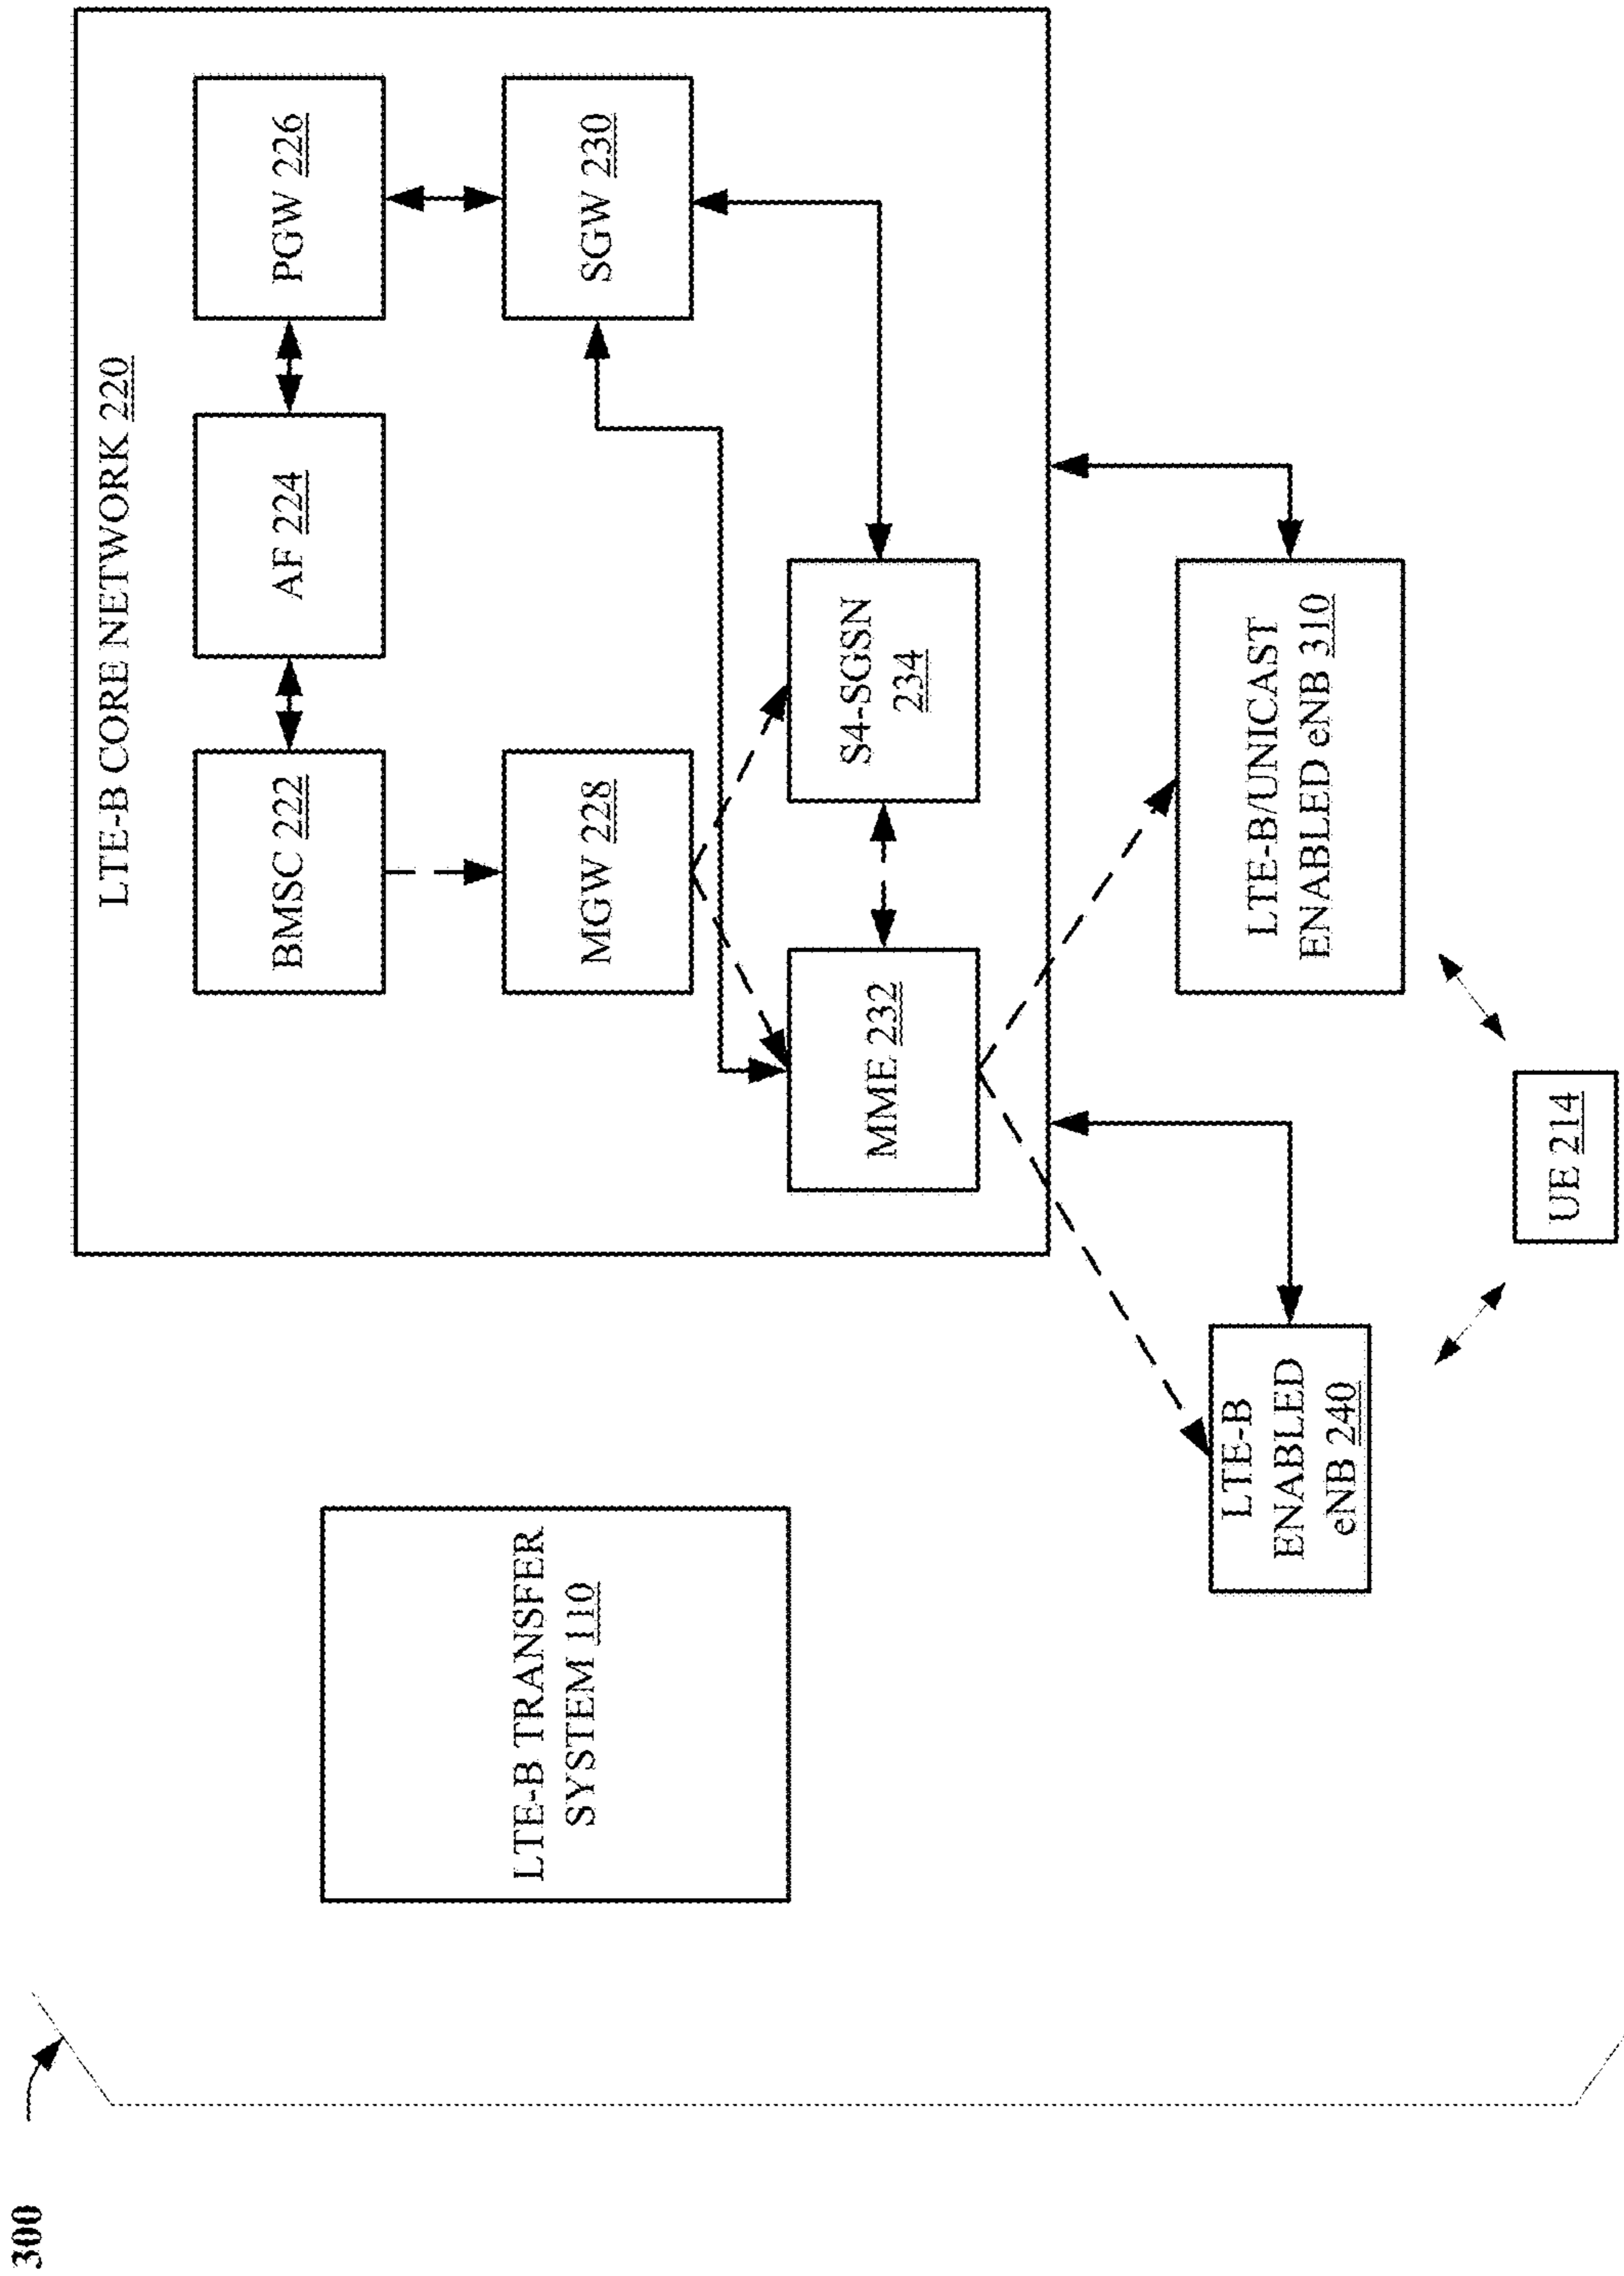 300
LTE-B CORE NETWORK 220
BMSC 222
AF 224
PGW 226
LTE-B TRANSFER
SYSTEM 110
MGW 228
SGW 230
MME 232
S4-SGSN
234
LTE-B
ENABLED
eNB 240
LTE-B/UNICAST
ENABLED eNB 310
UE 214